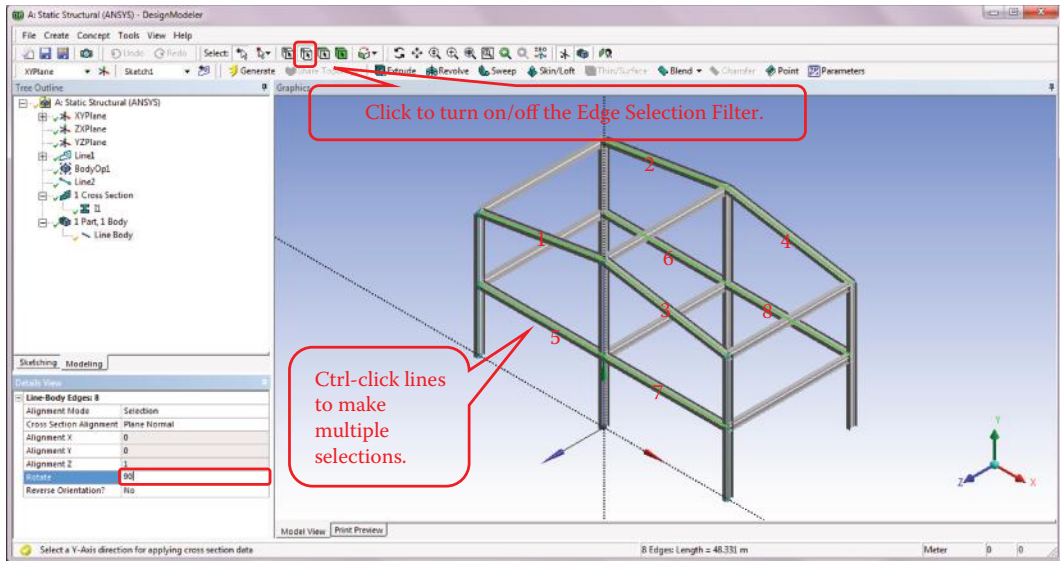 A: Static Structural (ANSYS) - DesignModeler
File Create Concept Tools View Help
Undo Redo Select:
XYPlane Sketch1 Generate Share Topology Extrude Revolve Sweep Skin/Loft Thin/Surface Blend Chamfer Point Parameters
Tree Outline
Graphics
Click to turn on/off the Edge Selection Filter.
A: Static Structural (ANSYS)
XYPlane
ZXPlane
YZPlane
Line1
BodyOp1
Line2
1 Cross Section
I1
1 Part, 1 Body
Line Body
2
1
4
6
3
8
5
7
Ctrl-click lines
to make
multiple
selections.
Sketching Modeling
Details View
Line-Body Edges: 8
Alignment Mode Selection
Cross Section Alignment Plane Normal
Alignment X 0
Alignment Y 0
Alignment Z 1
Rotate 90
Reverse Orientation? No
Y
Z
X
Model View Print Preview
Select a Y-Axis direction for applying cross section data
8 Edges: Length = 48.331 m
Meter 0 0